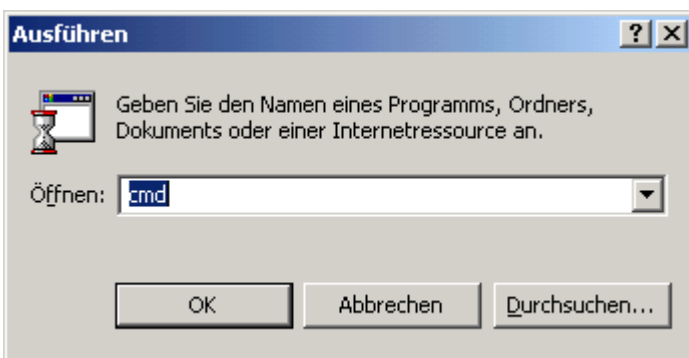 Ausführen
Geben Sie den Namen eines Programms, Ordners,
Dokuments oder einer Internetressource an.
Öffnen: cmd
OK Abbrechen Durchsuchen...